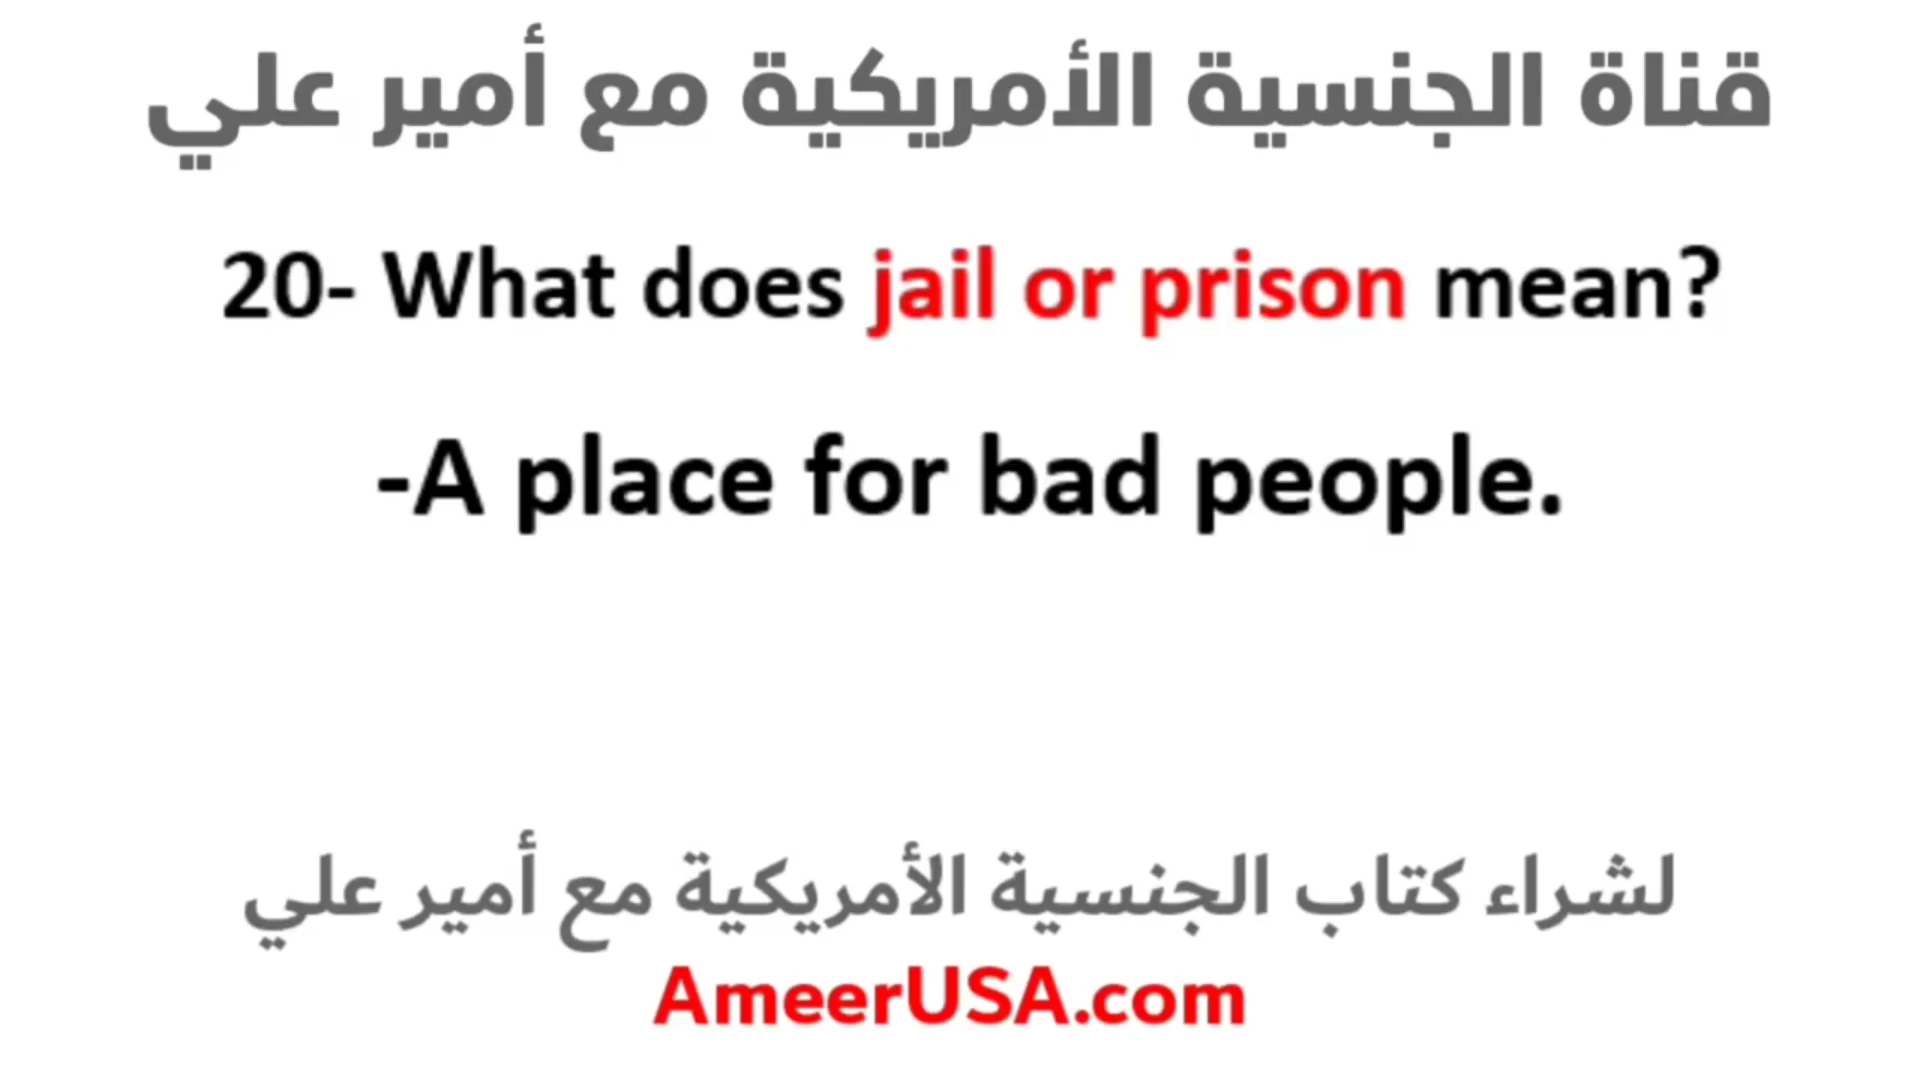 قناة الجنسية الأمريكية مع أمير علي
20- What does jail or prison mean?
-A place for bad people.
لشراء كتاب الجنسية الأمريكية مع أمير علي
AmeerUSA.com